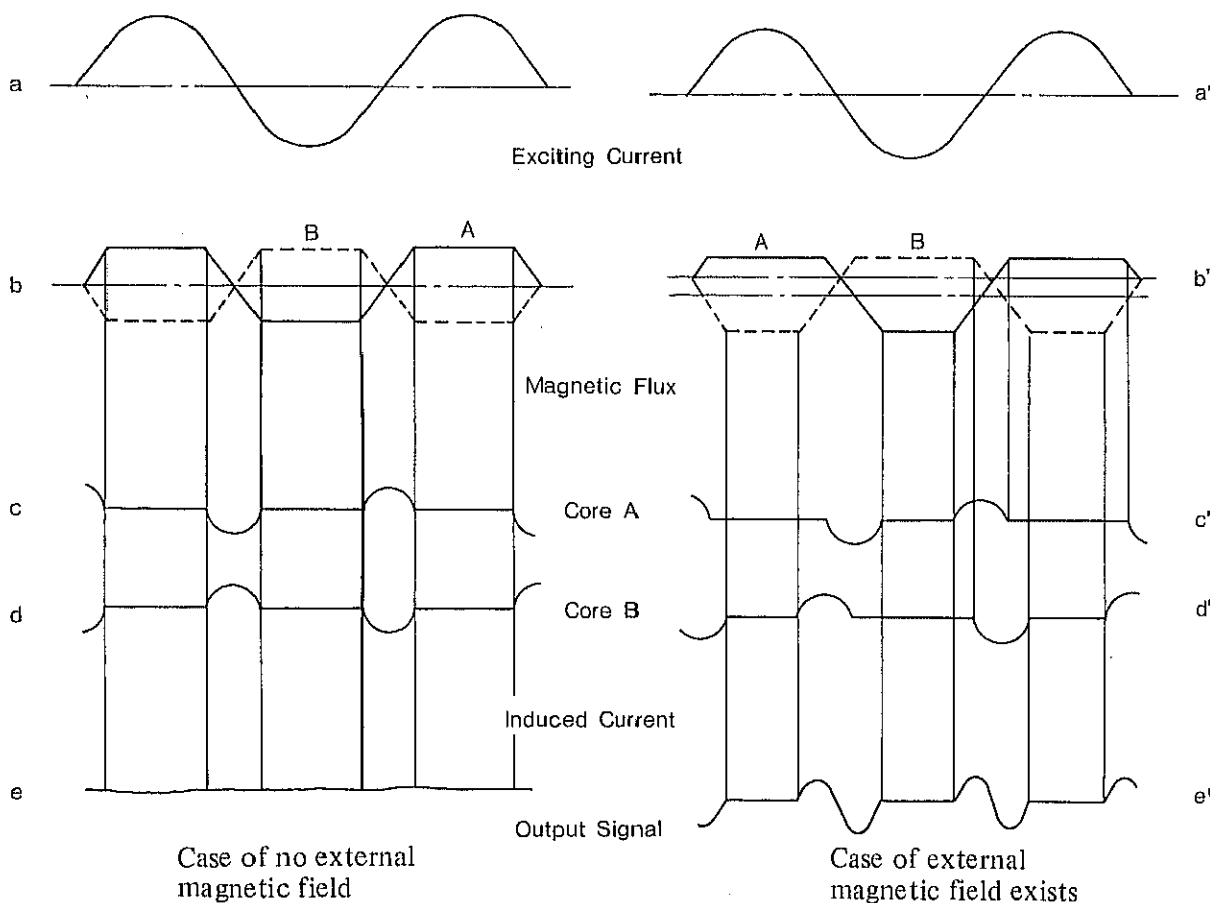 a
a'
Exciting Current
B
A
A
B
b
b'
Magnetic Flux
c
Core A
c'
d
Core B
d'
Induced Current
e
e'
Output Signal
Case of no external
magnetic field
Case of external
magnetic field exists